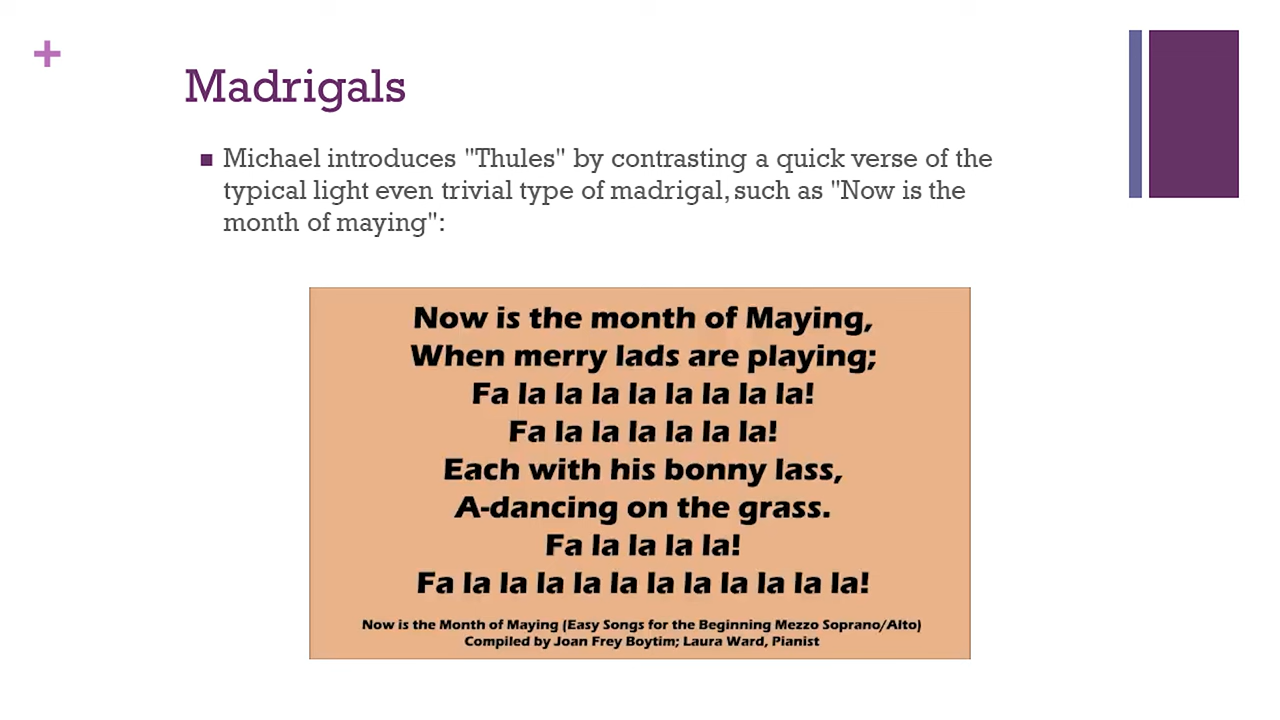 +
Madrigals
Michael introduces "Thules" by contrasting a quick verse of the
typical light even trivial type of madrigal, such as "Now is the
month of maying":
Now is the month of Maying,
When merry lads are playing;
Fa la la la la la la la la!
Fa la la la la la la!
Each with his bonny lass,
A-dancing on the grass.
Fa la la la la!
Fa la la la la la la la la la la la!
Now is the Month of Maying (Easy Songs for the Beginning Mezzo Soprano/Alto)
Compiled by Joan Frey Boytim; Laura Ward, Pianist